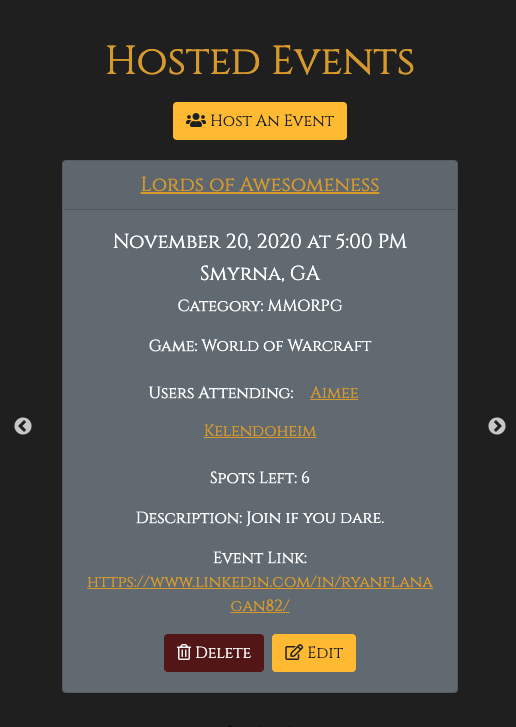 Hosted Events
Host An Event
Lords of Awesomeness
November 20, 2020 at 5:00 PM
Smyrna, GA
Category: MMORPG
Game: World of Warcraft
Users Attending: Aimee
Kelendoheim
Spots Left: 6
Description: Join if you dare.
Event Link:
https://www.linkedin.com/in/ryanflana
gan82/
Delete
Edit